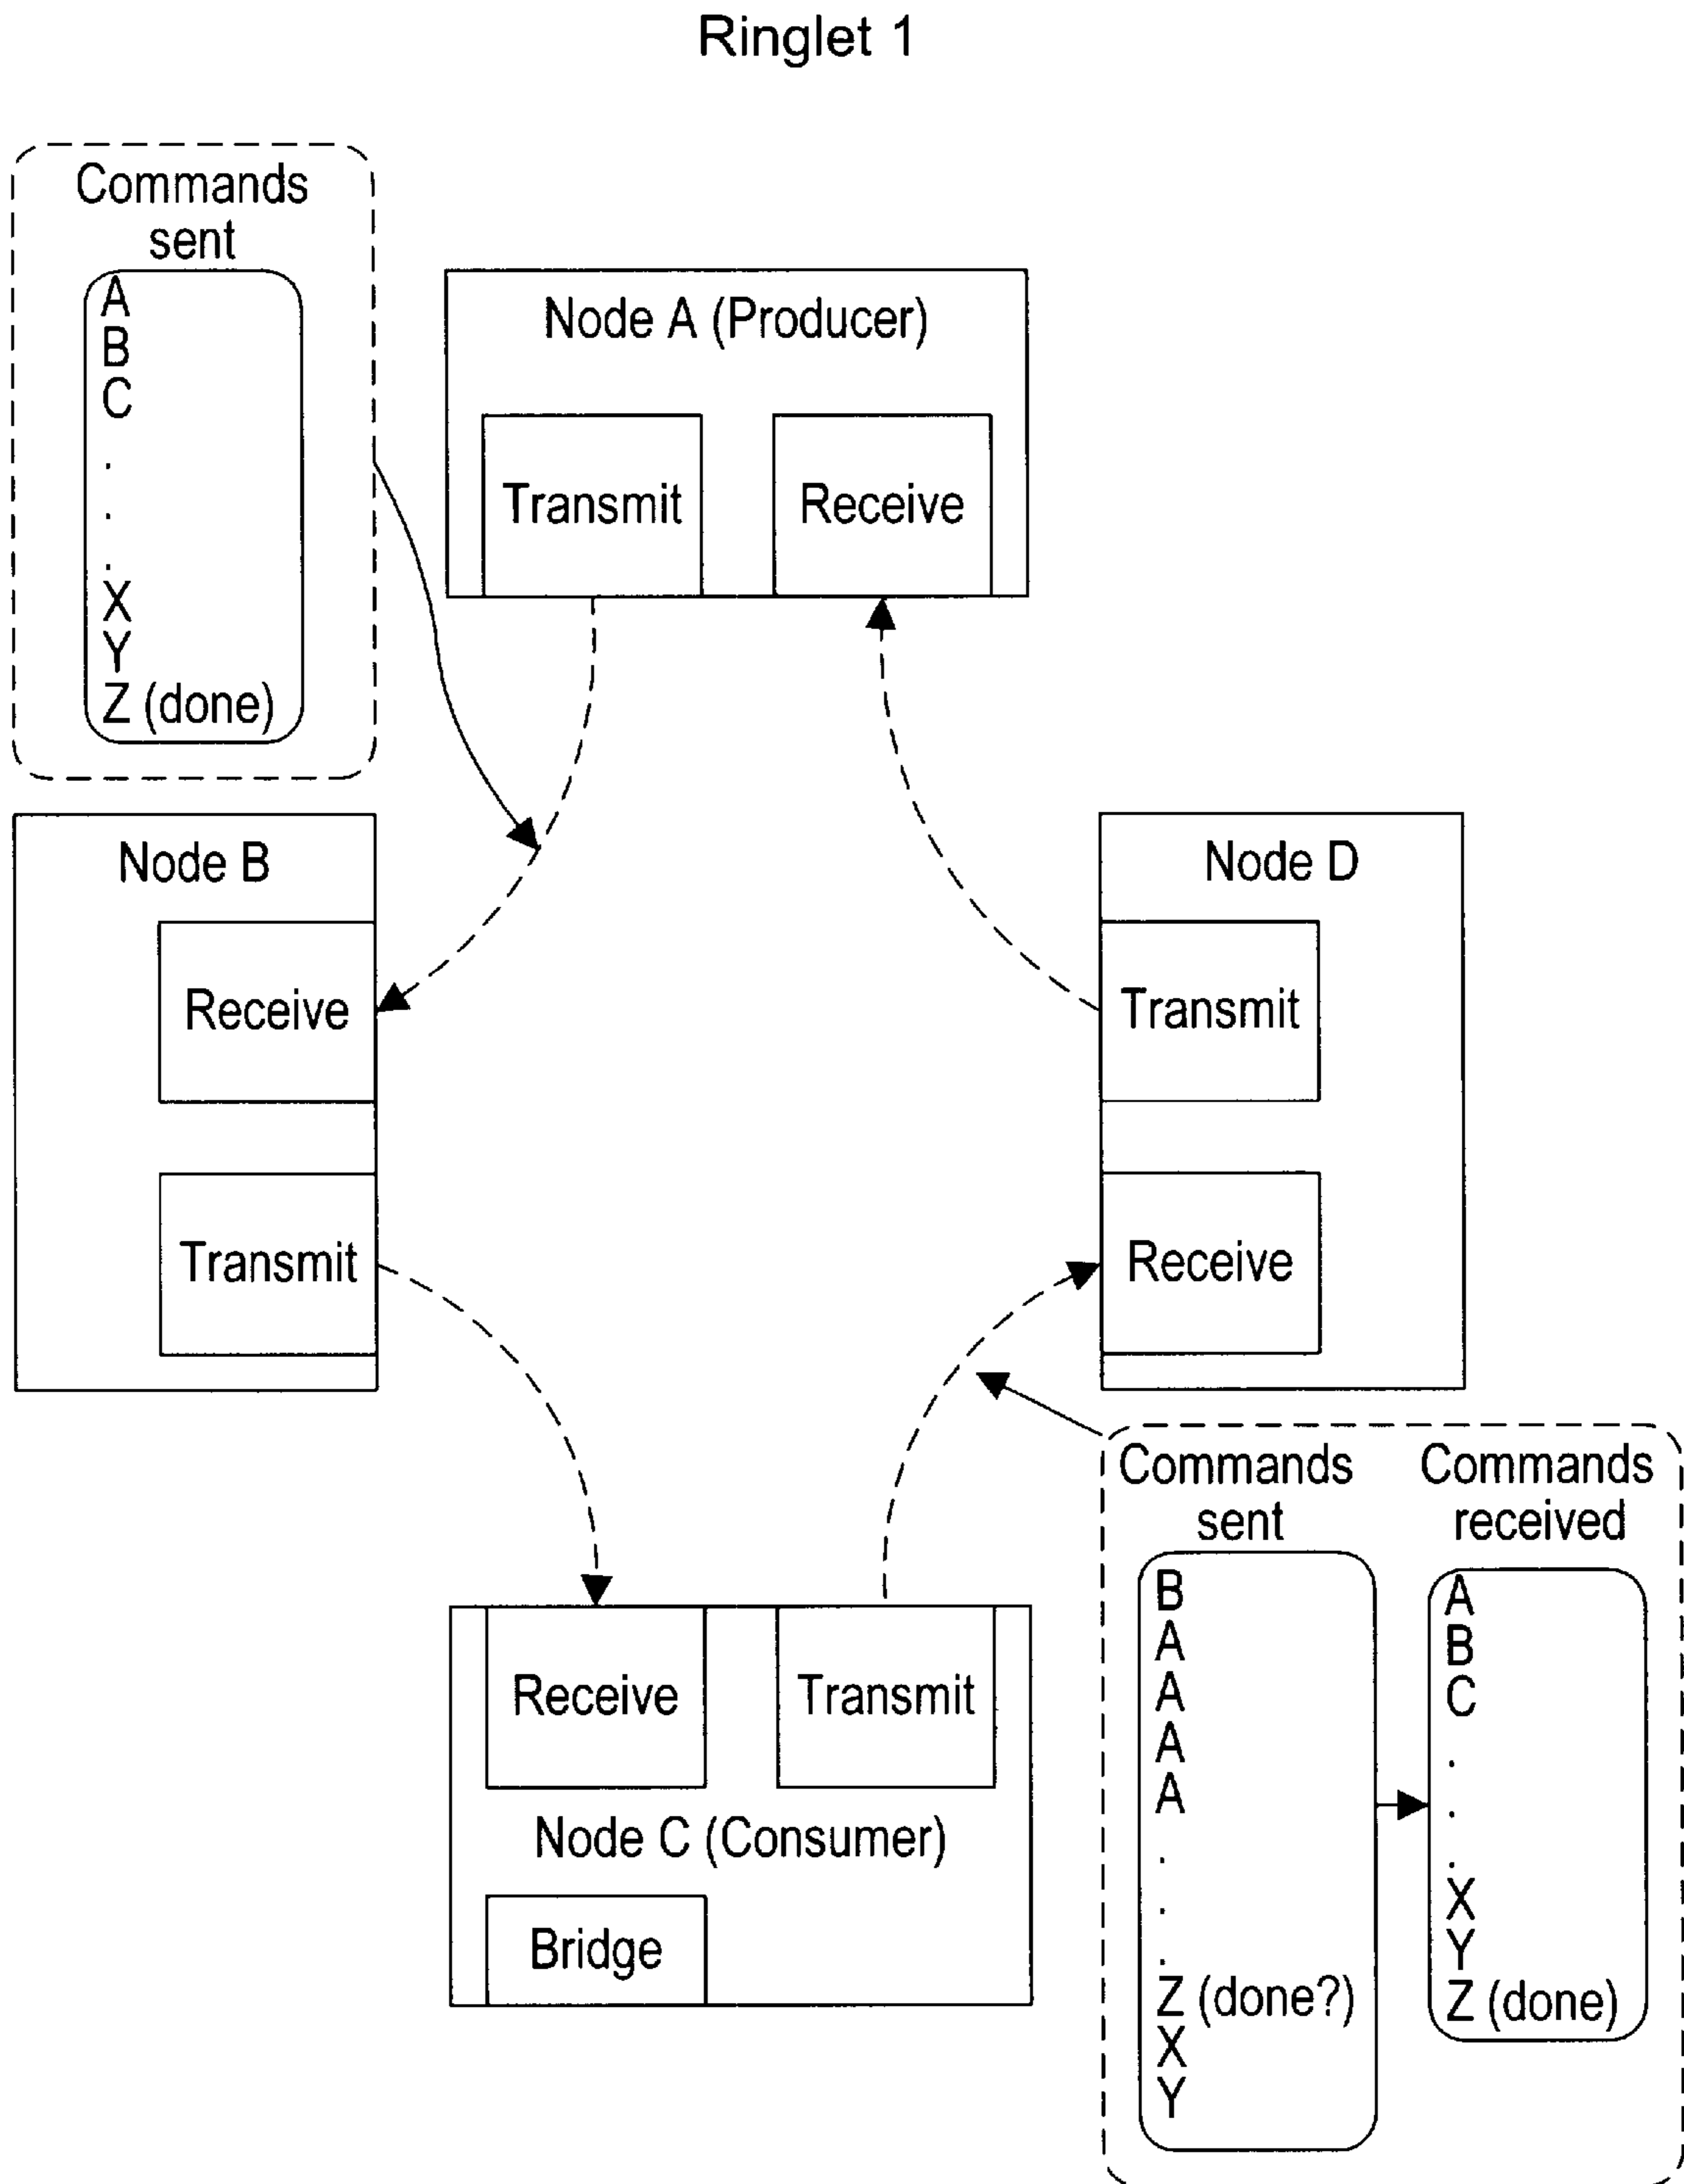 Ringlet 1
Commands
sent
A
B
C
.
.
.
X
Y
Z (done)
Node A (Producer)
Transmit
Receive
Node B
Receive
Transmit
Node D
Transmit
Receive
Receive
Transmit
Node C (Consumer)
Bridge
Commands
sent
B
A
A
A
A
.
.
.
Z (done?)
X
Y
Commands
received
A
B
C
.
.
.
X
Y
Z (done)